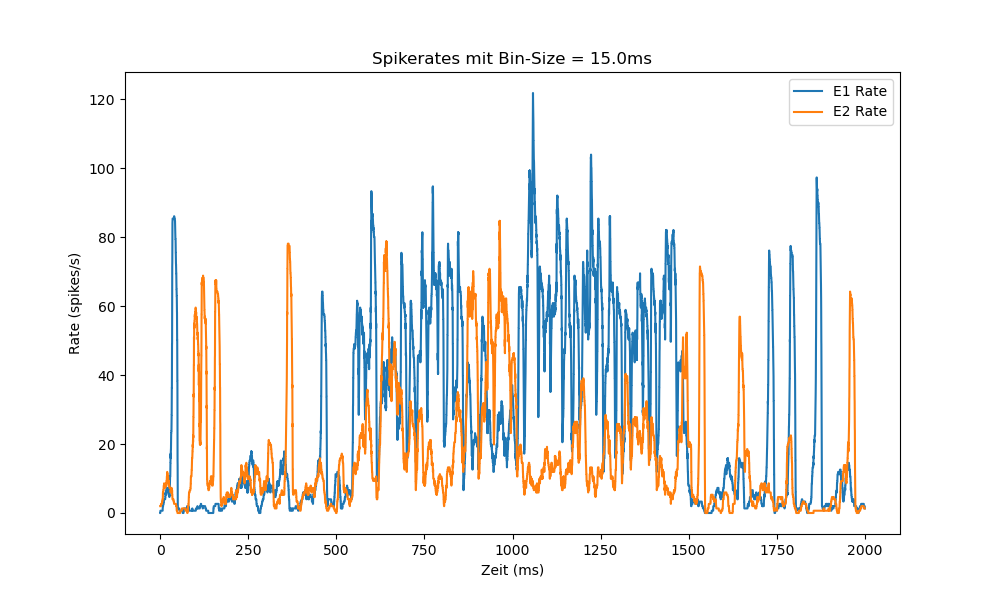 Spikerates mit Bin-Size = 15.0ms
E1 Rate
E2 Rate
120
100
80
60
40
20
0
Rate (spikes/s)
0 250 500 750 1000 1250 1500 1750 2000
Zeit (ms)